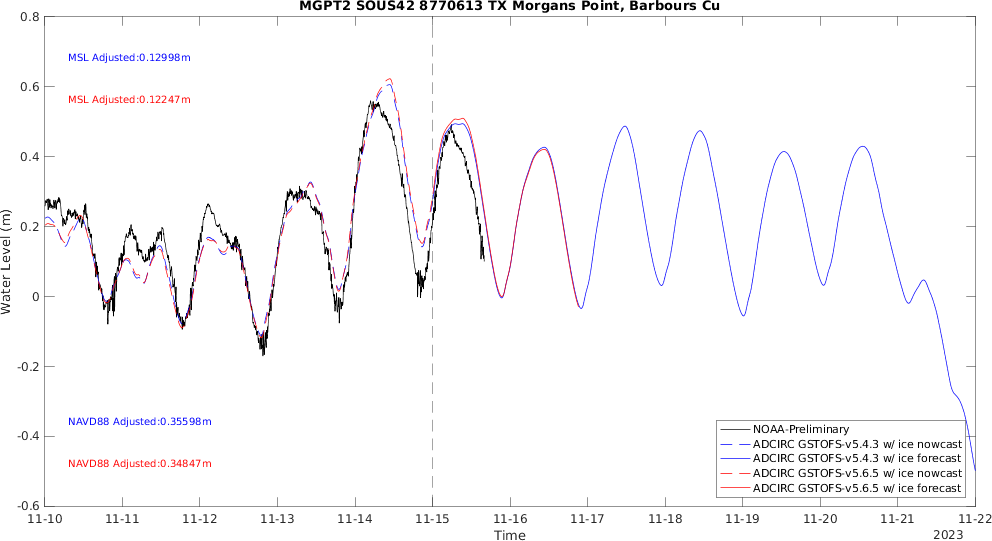 MGPT2 SOUS42 8770613 TX Morgans Point, Barbours Cu
0.8
0.6
0.4
0.2
0
-0.2
-0.4
-0.6
Water Level (m)
MSL Adjusted:0.12998m
MSL Adjusted:0.12247m
NAVD88 Adjusted:0.35598m
NAVD88 Adjusted:0.34847m
NOAA-Preliminary
ADCIRC GSTOFS-v5.4.3 w/ ice nowcast
ADCIRC GSTOFS-v5.4.3 w/ ice forecast
ADCIRC GSTOFS-v5.6.5 w/ ice nowcast
ADCIRC GSTOFS-v5.6.5 w/ ice forecast
11-10 11-11 11-12 11-13 11-14 11-15 11-16 11-17 11-18 11-19 11-20 11-21 11-22
Time
2023